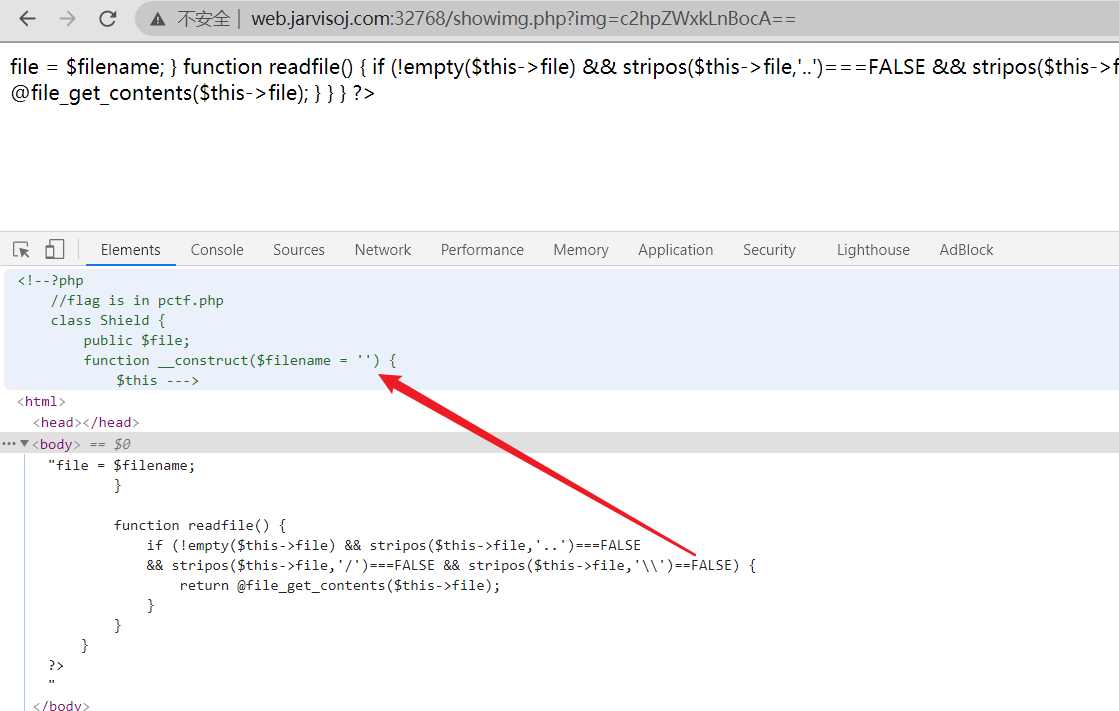 不安全 | web.jarvisoj.com:32768/showimg.php?img=c2hpZWxkLnBocA==
file = $filename; } function readfile() { if (!empty($this->file) && stripos($this->file,'..')===FALSE && stripos($this->f
@file_get_contents($this->file); } } } ?>
Elements Console Sources Network Performance Memory Application Security Lighthouse AdBlock
<!--?php
//flag is in pctf.php
class Shield {
public $file;
function __construct($filename = '') {
$this --->
<html>
<head></head>
<body> == $0
"file = $filename;
}
function readfile() {
if (!empty($this->file) && stripos($this->file,'..')===FALSE
&& stripos($this->file,'/')===FALSE && stripos($this->file,'\\')==FALSE) {
return @file_get_contents($this->file);
}
}
}
?>
"
</body>